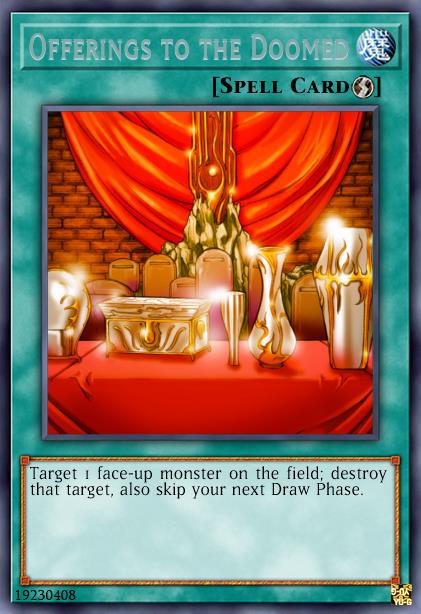 Offerings to the Doomed
魔
[Spell Card]
Target 1 face-up monster on the field; destroy
that target, also skip your next Draw Phase.
19230408